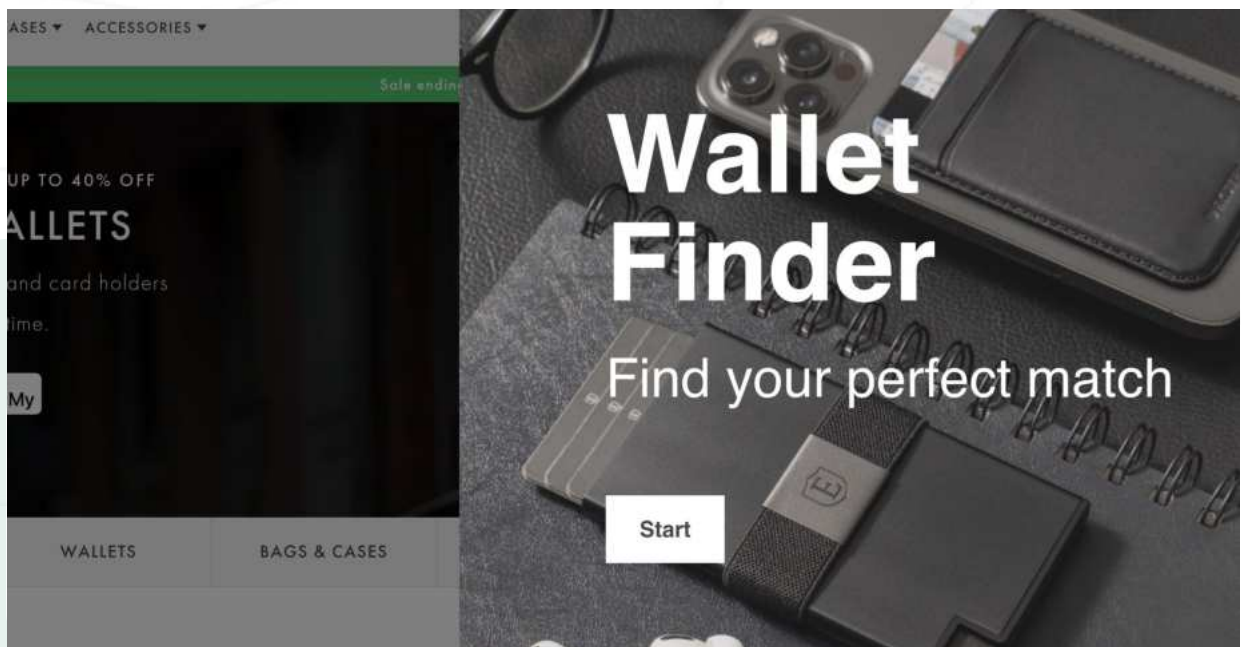 ASES ▾ ACCESSORIES ▾
Sale ending
UP TO 40% OFF
ALLETS
and card holders
time.
My
WALLETS
BAGS & CASES
Wallet
Finder
Find your perfect match
Start
E